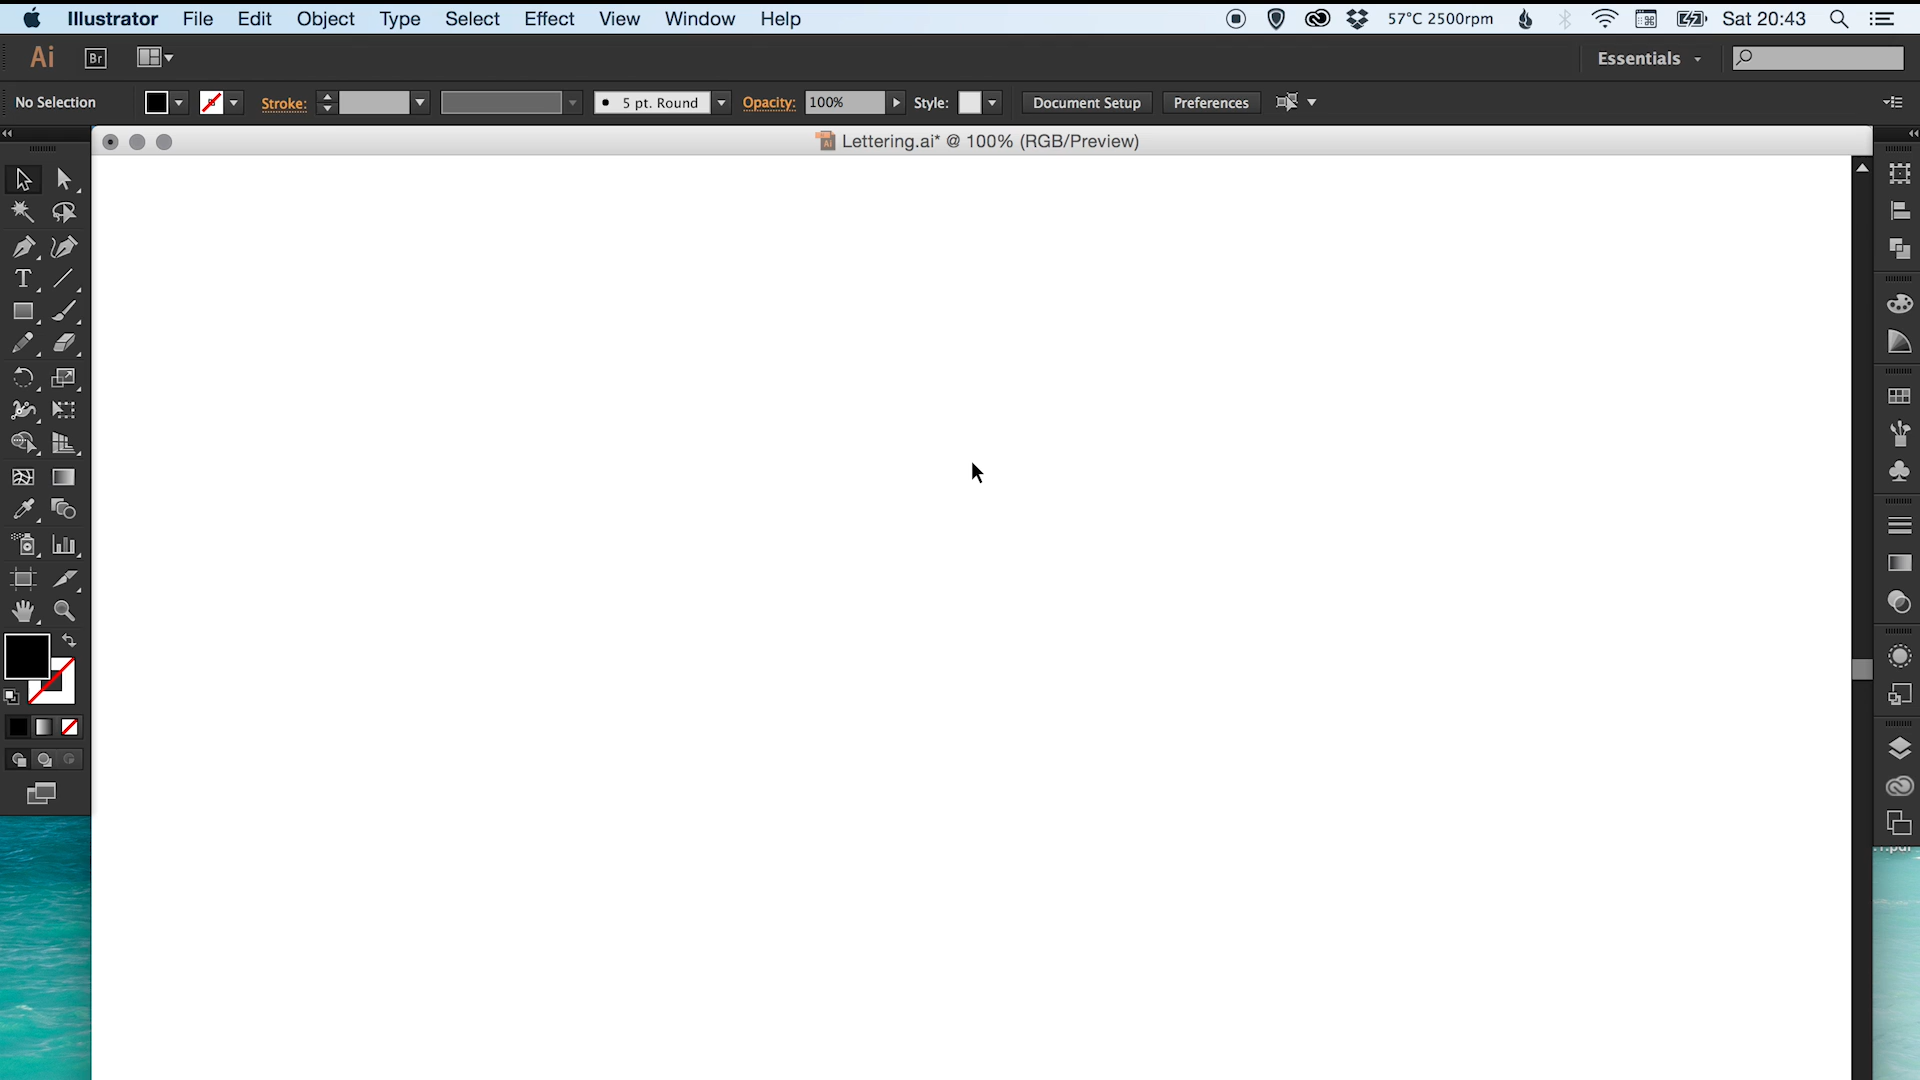 Illustrator File Edit Object Type Select Effect View Window Help 57°C 2500rpm Sat 20:43
Ai Br Essentials
No Selection Stroke: 5 pt. Round Opacity: 100% Style: Document Setup Preferences
Lettering.ai* @ 100% (RGB/Preview)